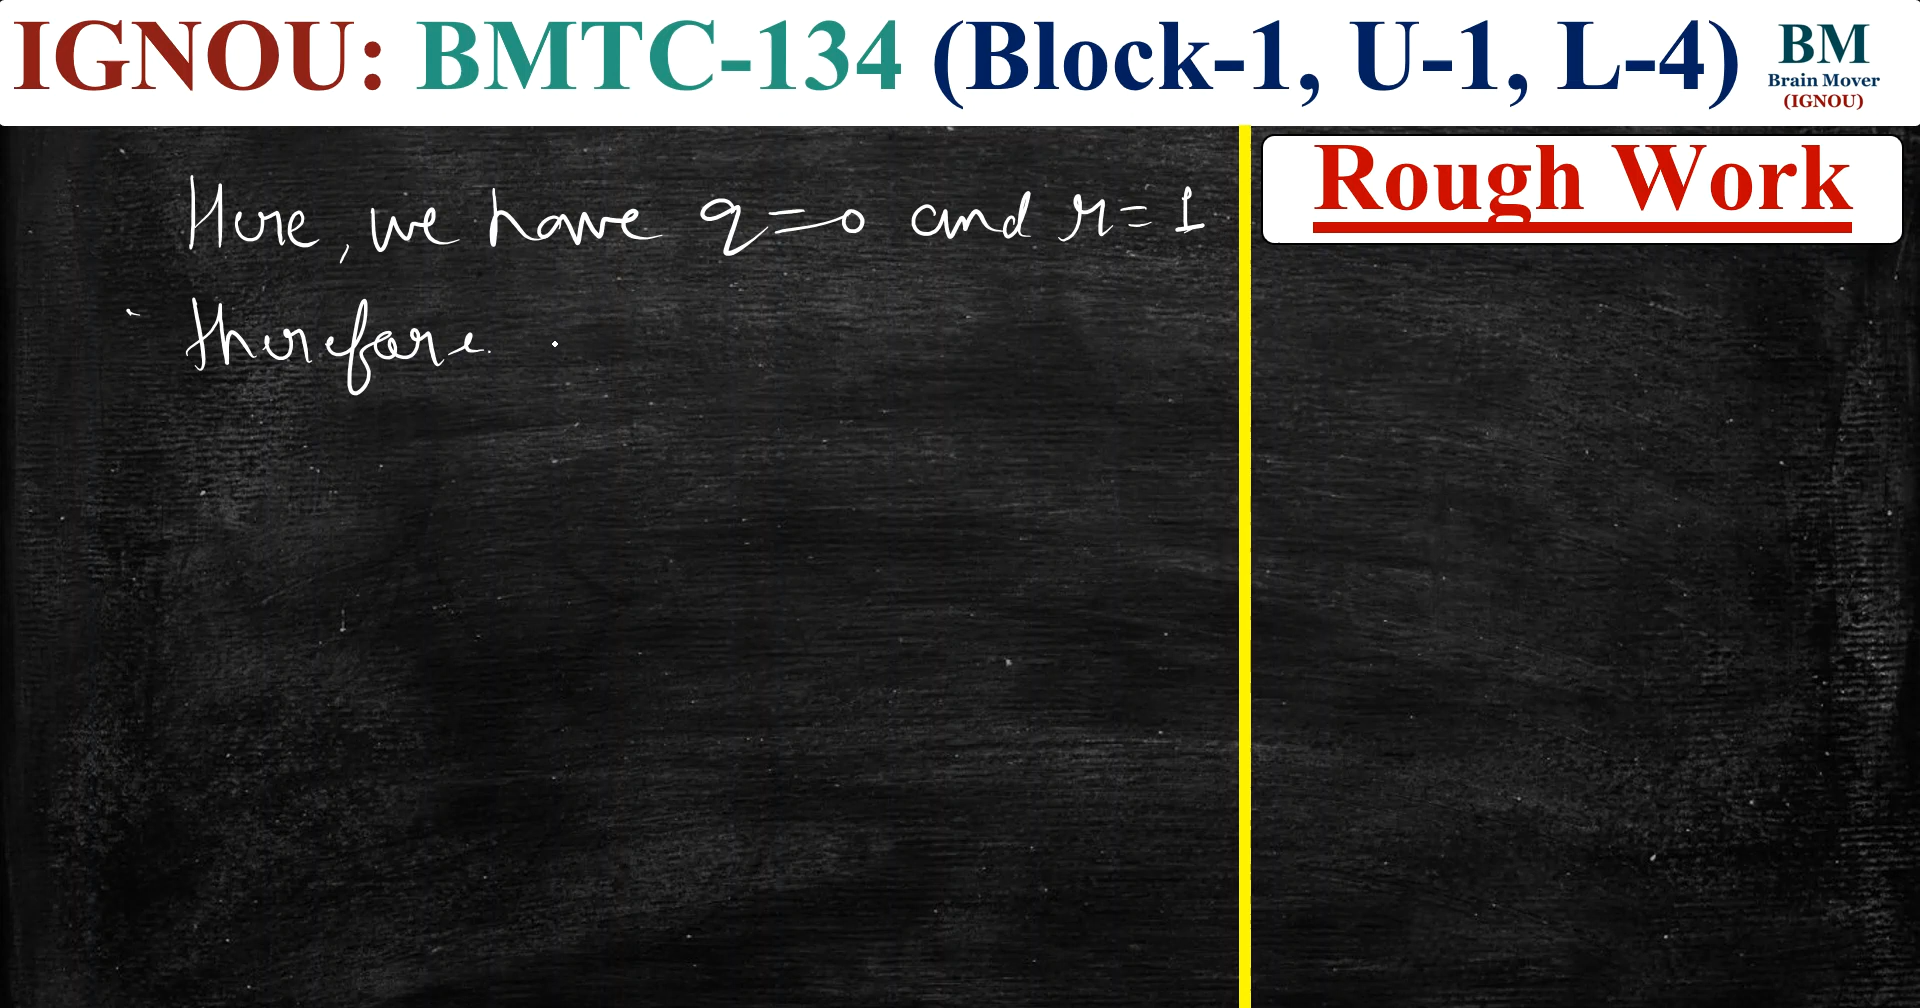 IGNOU: BMTC-134 (Block-1, U-1, L-4)
BM
Brain Mover
(IGNOU)
Rough Work
Here, we have q=0 and r=1
therefore